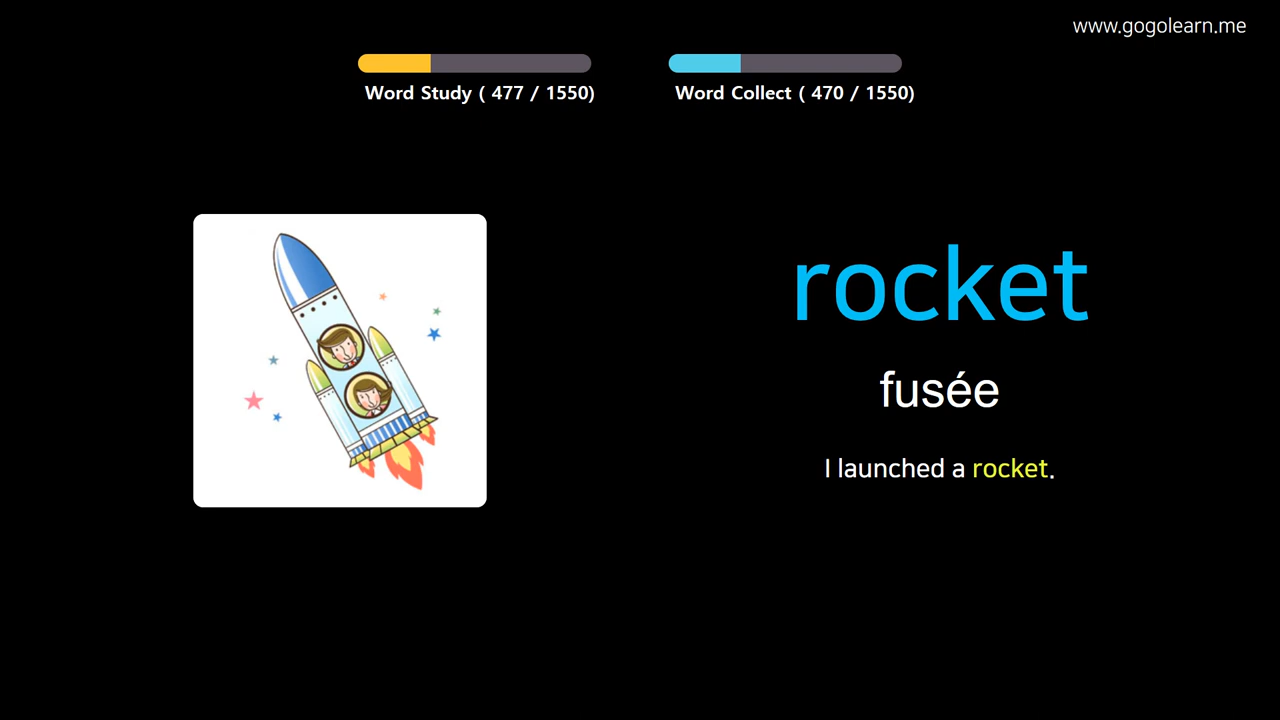 www.gogolearn.me
Word Study ( 477 / 1550)
Word Collect ( 470 / 1550)
rocket
fusée
I launched a rocket.